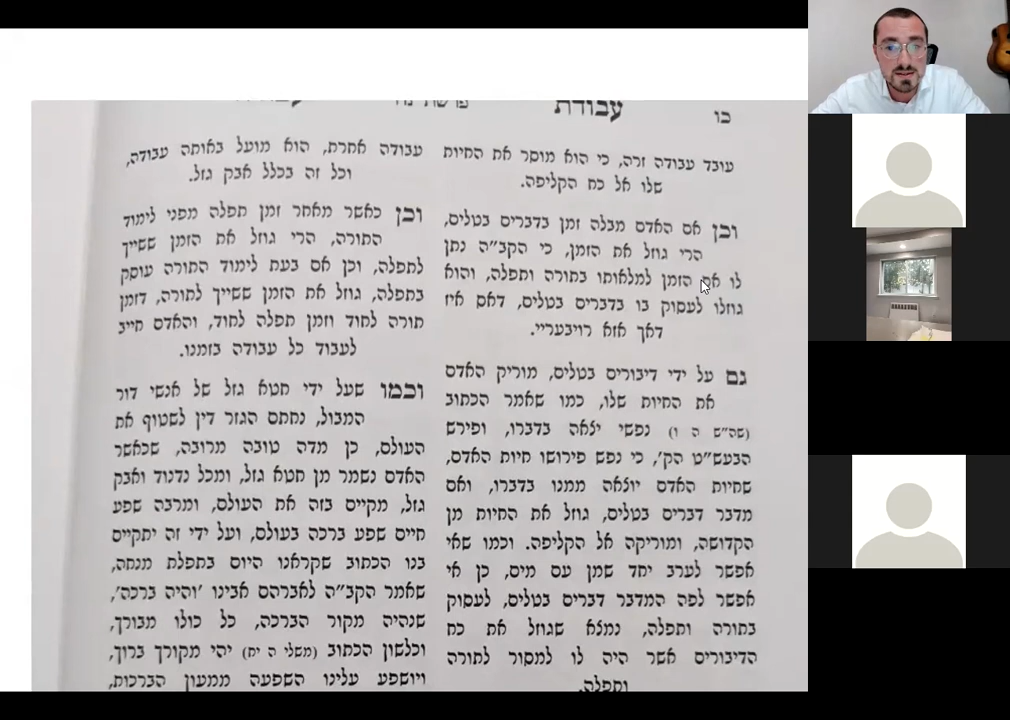 כו עבודת פרשת נח
עובד עבודה זרה, כי הוא מוסר את החיות
שלו אל כח הקליפה.
וכן אם האדם מבלה זמן בדברים בטלים,
הרי גוזל את הזמן, כי הקב"ה נתן
לו את הזמן למלאותו בתורה ותפלה, והוא
גוזלו לעסוק בו בדברים בטלים, דאס איז
דאך אזא רויבעריי.
גם על ידי דיבורים בטלים, מוריק האדם
את החיות שלו, כמו שאמר הכתוב
(שה"ש ה ו) נפשי יצאה בדברו, ופירש
הבעש"ט הק', כי נפש פירושו חיות האדם,
שחיות האדם יוצאה ממנו בדברו, ואם
מדבר דברים בטלים, גוזל את החיות מן
הקדושה, ומוריקה אל הקליפה. וכמו שאי
אפשר לערב יחד שמן עם מים, כן אי
אפשר לפה המדבר דברים בטלים, לעסוק
בתורה ותפלה, נמצא שגוזל את כח
הדיבורים אשר היה לו למסור לתורה
ותפלה.
עבודה אחרת, הוא מועל באותה עבודה,
וכל זה בכלל אבק גזל.
וכן כאשר מאחר זמן תפלה מפני לימוד
התורה, הרי גוזל את הזמן ששייך
לתפלה, וכן אם בעת לימוד התורה עוסק
בתפלה, גוזל את הזמן ששייך לתורה, דזמן
תורה לחוד וזמן תפלה לחוד, והאדם חייב
לעבוד כל עבודה בזמנו.
וכמו שעל ידי חטא גזל של אנשי דור
המבול, נחתם הגזר דין לשטוף את
העולם, כן מדה טובה מרובה, שכאשר
האדם נשמר מן חטא גזל, ומכל נדנוד ואבק
גזל, מקיים בזה את העולם, ומרבה שפע
חיים שפע ברכה בעולם, ועל ידי זה יתקיים
בנו הכתוב שקראנו היום בתפלת מנחה,
שאמר הקב"ה לאברהם אבינו 'והיה ברכה',
שנהיה מקור הברכה, כל כולו מבורך,
וכלשון הכתוב (משלי ה יח) יהי מקורך ברוך,
ויושפע עלינו השפעה ממעון הברכות,